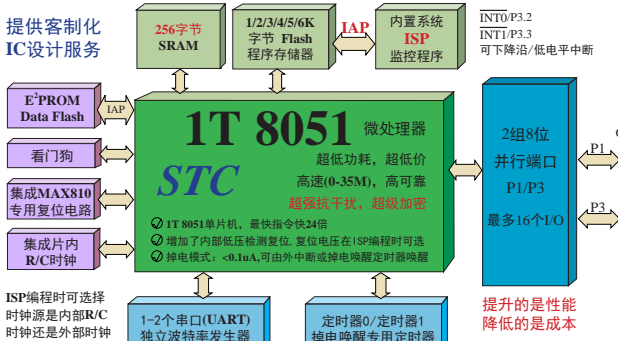 提供客制化
IC设计服务
256字节
SRAM
1/2/3/4/5/6K
字节 Flash
程序存储器
IAP
内置系统
ISP
监控程序
INT0/P3.2
INT1/P3.3
可下降沿/低电平中断
E²PROM
Data Flash
IAP
看门狗
集成MAX810
专用复位电路
集成片内
R/C时钟
1T 8051 微处理器
STC
超低功耗，超低价
高速(0-35M)，高可靠
超强抗干扰，超级加密
1T 8051单片机，最快指令快24倍
增加了内部低压检测复位,复位电压在ISP编程时可选
掉电模式：<0.1uA,可由外中断或掉电唤醒定时器唤醒
2组8位
并行端口
P1/P3
最多16个I/O
P1
P3
ISP编程时可选择
时钟源是内部R/C
时钟还是外部时钟
1-2个串口(UART)
独立波特率发生器
定时器0/定时器1
掉电唤醒专用定时器
提升的是性能
降低的是成本